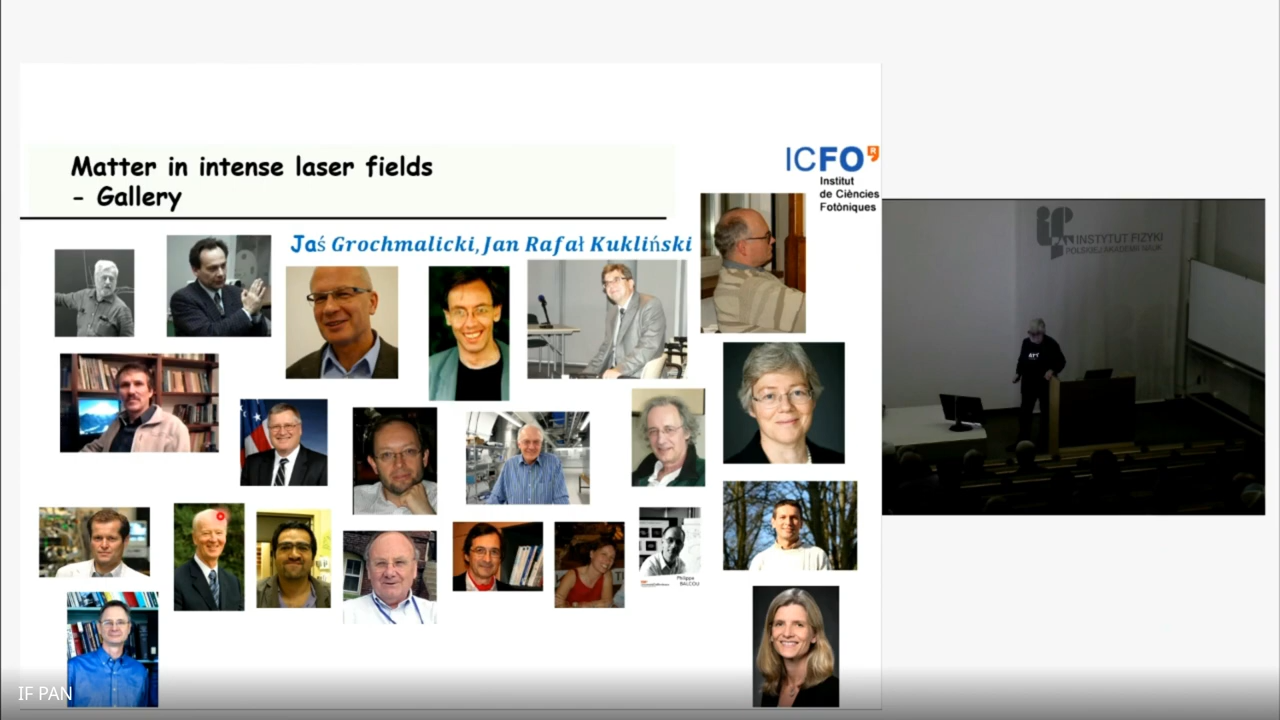 Matter in intense laser fields
- Gallery
ICFO
R
Institut
de Ciències
Fotòniques
Jaś Grochmalicki, Jan Rafał Kukliński
INSTYTUT FIZYKI
POLSKIEJ AKADEMII NAUK
Philippe
BALCOU
IF PAN